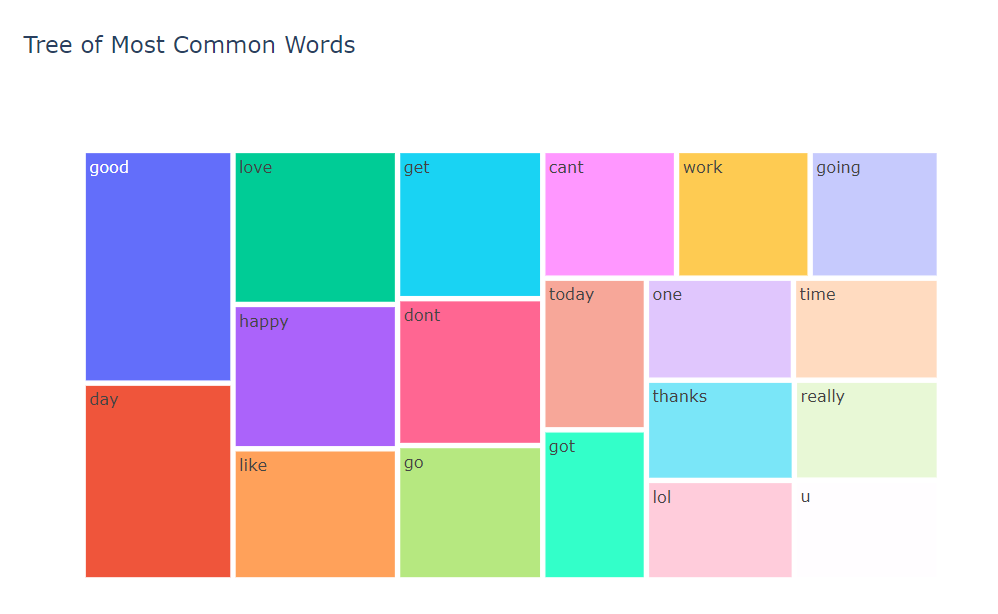 Tree of Most Common Words
good
love
get
cant
work
going
today
one
time
happy
dont
day
thanks
really
got
like
go
lol
u